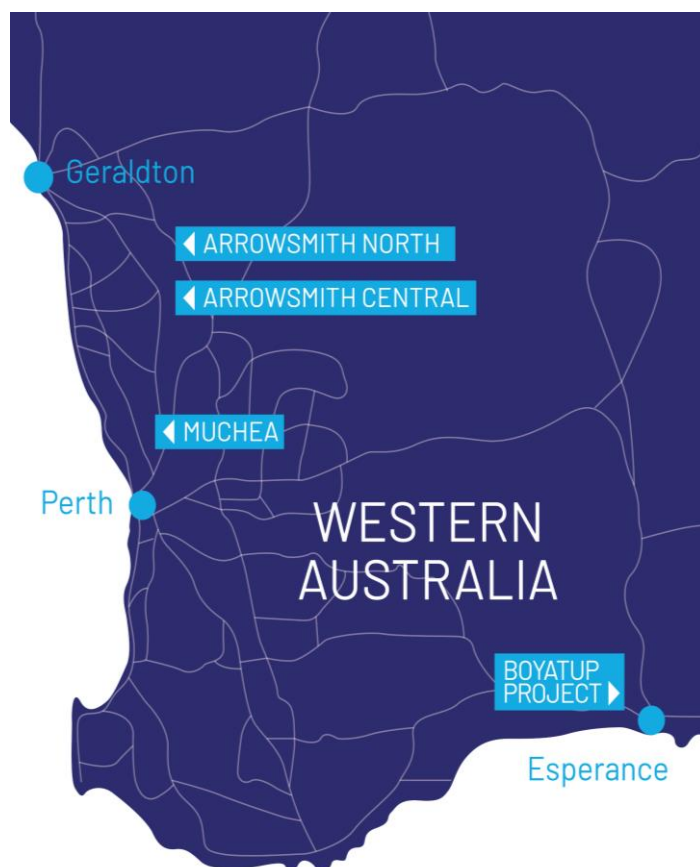 Geraldton
ARROWSMITH NORTH
ARROWSMITH CENTRAL
MUCHEA
Perth
WESTERN
AUSTRALIA
BOYATUP
PROJECT
Esperance